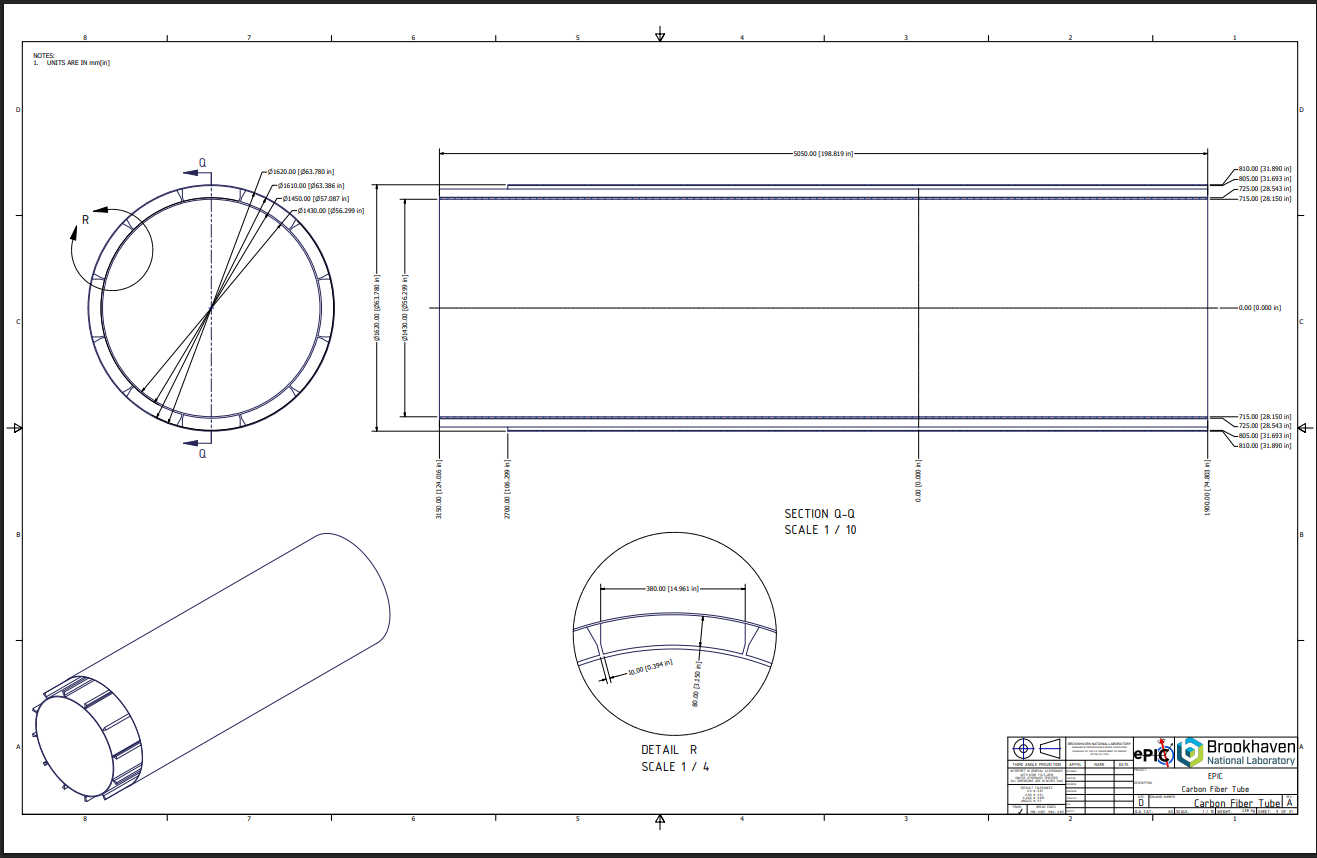 8 7 6 5 4 3 2 1
NOTES:
1. UNITS ARE IN mm[in]
D
D
Q
Ø1620.00 [Ø63.780 in]
Ø1610.00 [Ø63.386 in]
Ø1450.00 [Ø57.087 in]
Ø1430.00 [Ø56.299 in]
R
5050.00 [198.819 in]
810.00 [31.890 in]
805.00 [31.693 in]
725.00 [28.543 in]
715.00 [28.150 in]
Ø1620.00 [Ø63.780 in]
Ø1430.00 [Ø56.299 in]
0.00 [0.000 in]
C
C
715.00 [28.150 in]
725.00 [28.543 in]
805.00 [31.693 in]
810.00 [31.890 in]
Q
3150.00 [124.016 in]
2700.00 [106.299 in]
0.00 [0.000 in]
1900.00 [74.803 in]
SECTION Q-Q
SCALE 1 / 10
B
B
380.00 [14.961 in]
10.00 [0.394 in]
80.00 [3.150 in]
DETAIL R
SCALE 1 / 4
A
A
BROOKHAVEN NATIONAL LABORATORY
THIRD ANGLE PROJECTION
APPVL
NAME
DATE
ePIC
Brookhaven
National Laboratory
EPIC
Carbon Fiber Tube
D
Carbon Fiber Tube
A
8 7 6 5 4 3 2 1